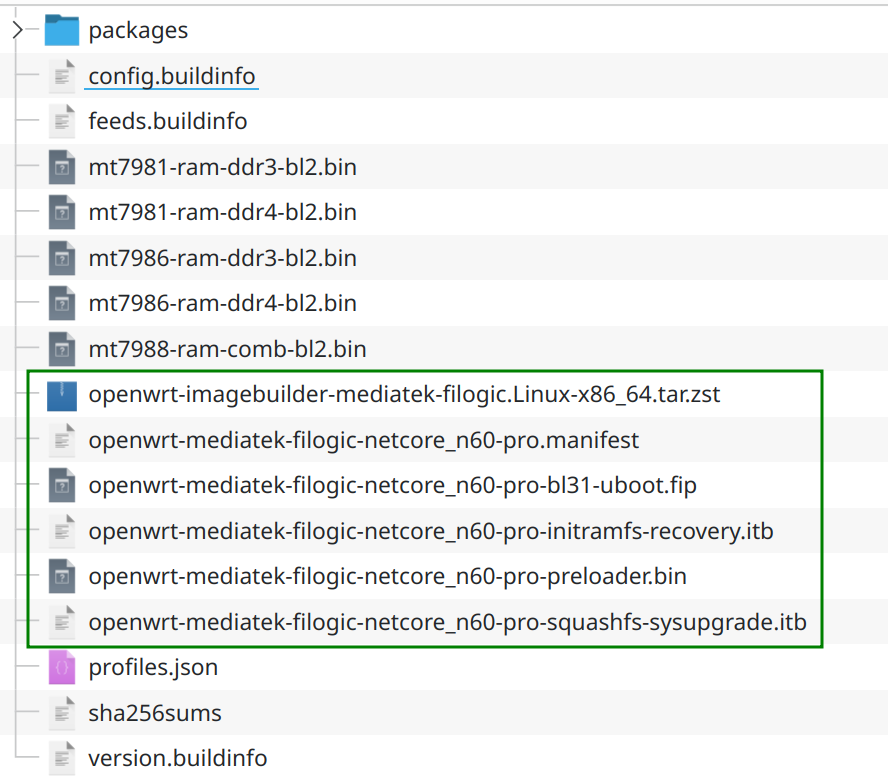 packages
config.buildinfo
feeds.buildinfo
mt7981-ram-ddr3-bl2.bin
mt7981-ram-ddr4-bl2.bin
mt7986-ram-ddr3-bl2.bin
mt7986-ram-ddr4-bl2.bin
mt7988-ram-comb-bl2.bin
openwrt-imagebuilder-mediatek-filogic.Linux-x86_64.tar.zst
openwrt-mediatek-filogic-netcore_n60-pro.manifest
openwrt-mediatek-filogic-netcore_n60-pro-bl31-uboot.fip
openwrt-mediatek-filogic-netcore_n60-pro-initramfs-recovery.itb
openwrt-mediatek-filogic-netcore_n60-pro-preloader.bin
openwrt-mediatek-filogic-netcore_n60-pro-squashfs-sysupgrade.itb
profiles.json
sha256sums
version.buildinfo